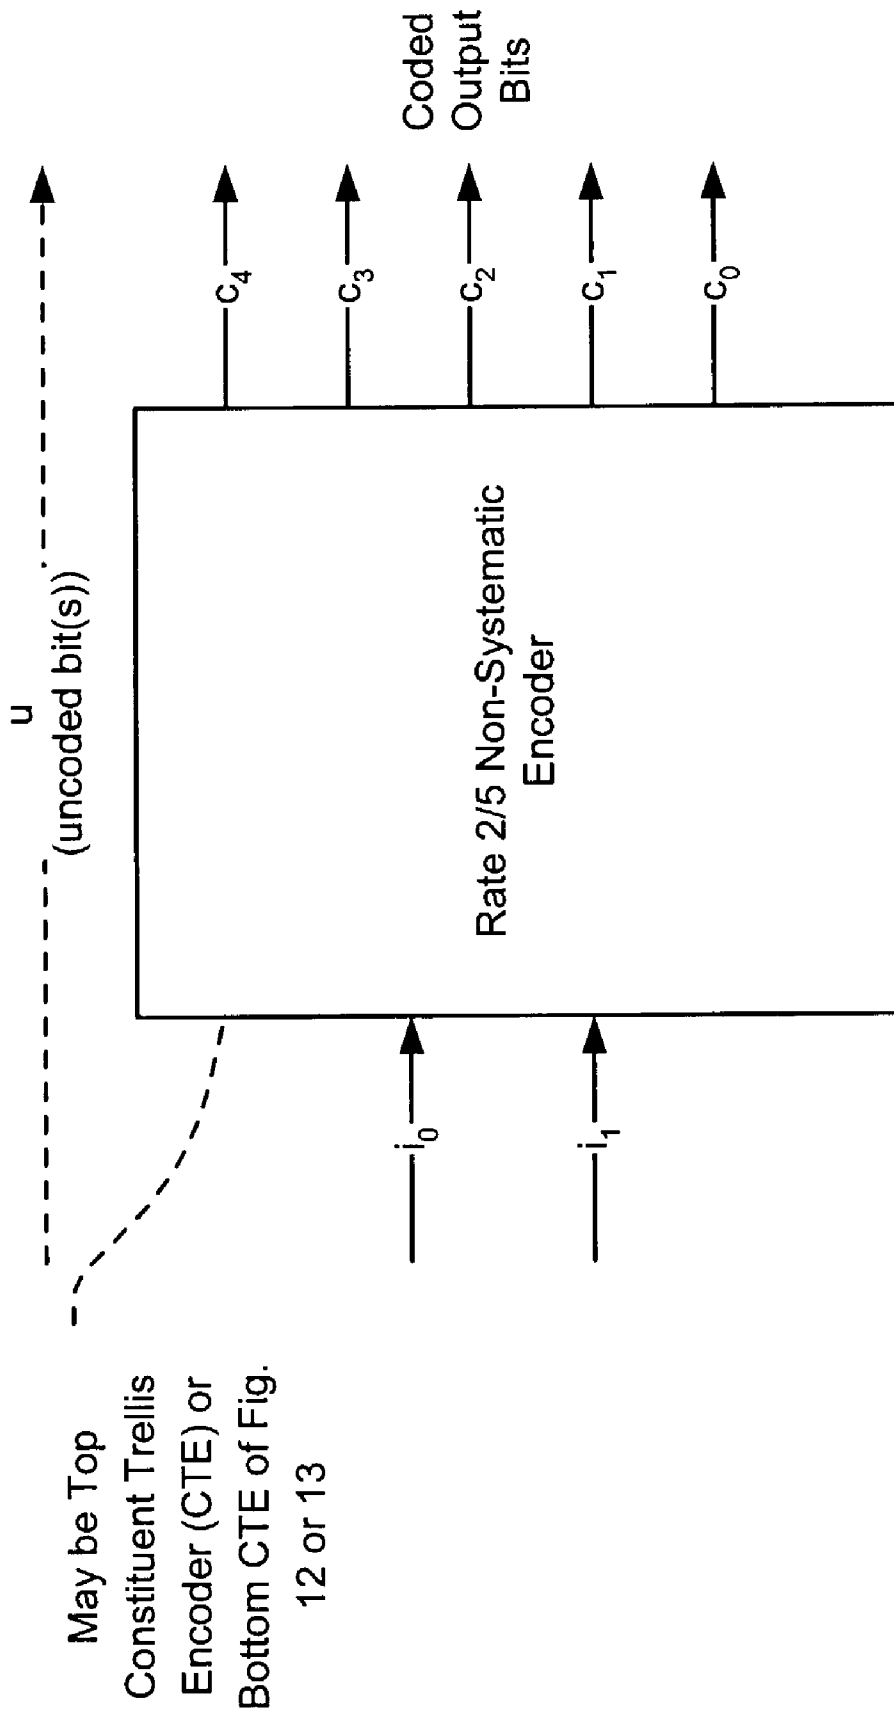 u
(uncoded bit(s))
May be Top
Constituent Trellis
Encoder (CTE) or
Bottom CTE of Fig.
12 or 13
i0
i1
Rate 2/5 Non-Systematic
Encoder
c4
c3
c2
c1
c0
Coded
Output
Bits